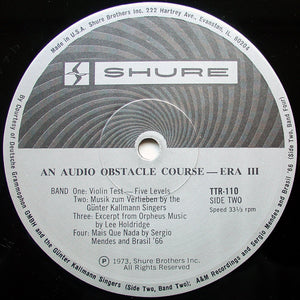 Made in U.S.A. Shure Brothers Inc. 222 Hartrey Ave., Evanston, Il. 60204
SHURE
AN AUDIO OBSTACLE COURSE — ERA III
BAND One: Violin Test — Five Levels
Two: Musik zum Verlieben by the
Günter Kallmann Singers
Three: Excerpt from Orpheus Music
by Lee Holdridge
Four: Mais Que Nada by Sergio
Mendes and Brasil '66
TTR-110
SIDE TWO
Speed 33⅓ rpm
℗ 1973, Shure Brothers Inc.
All Rights Reserved
By Courtesy of Deutsche Grammophon GMBH and the Günter Kallmann Singers (Side Two, Band Two); A&M Recordings and Sergio Mendes and Brasil '66 (Side Two, Band Four)